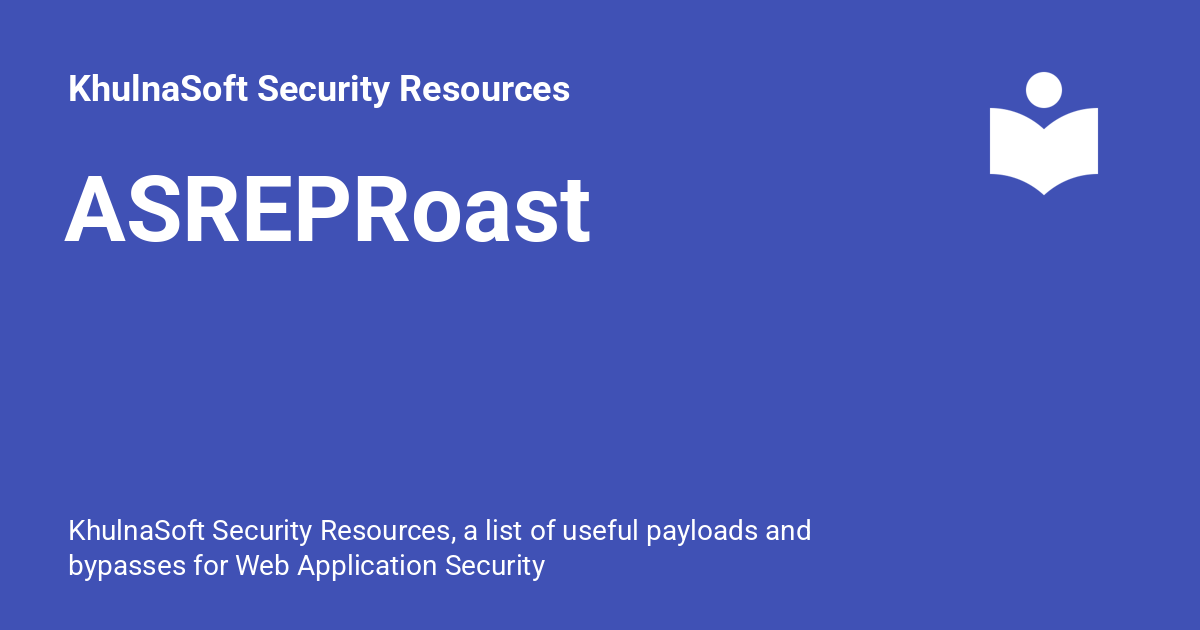 KhulnaSoft Security Resources
ASREPRoast
KhulnaSoft Security Resources, a list of useful payloads and
bypasses for Web Application Security